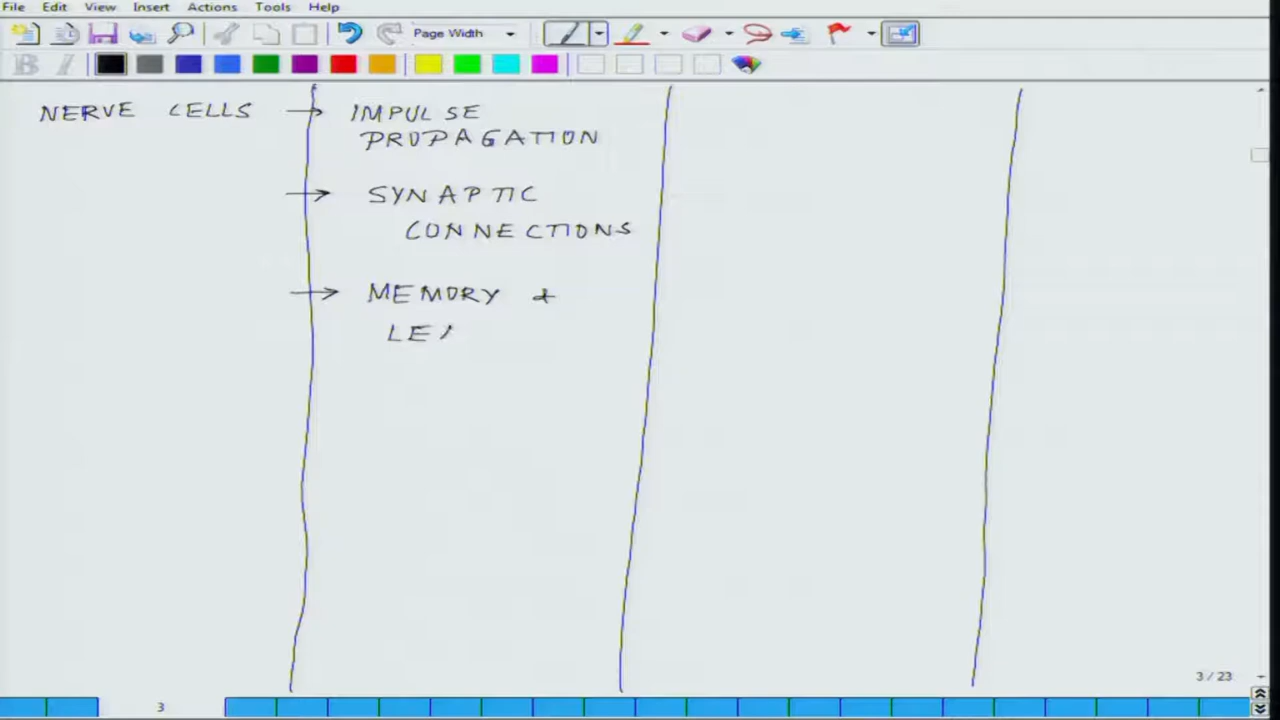 File Edit View Insert Actions Tools Help
Page Width
B I
NERVE CELLS → IMPULSE
PROPAGATION
→ SYNAPTIC
CONNECTIONS
→ MEMORY +
LE
3 / 23
3